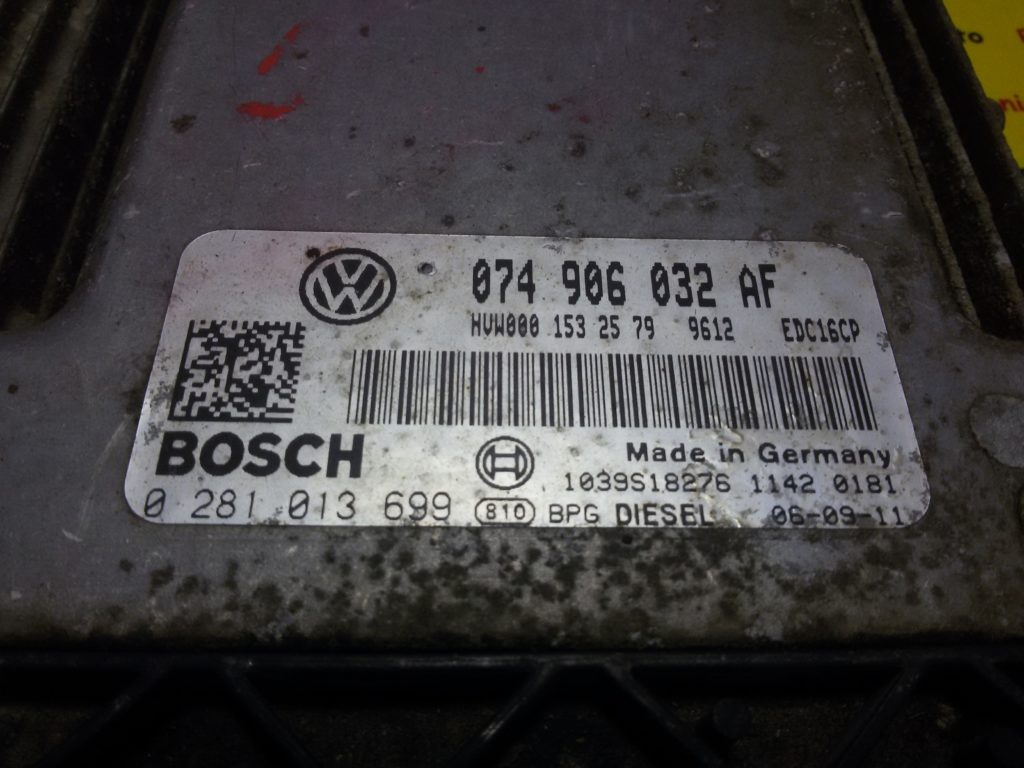 074 906 032 AF
HVW000 153 25 79 9612 EDC16CP
BOSCH
Made in Germany
1039S18276 1142 0181
0 281 013 699
810 BPG DIESEL 06-09-11